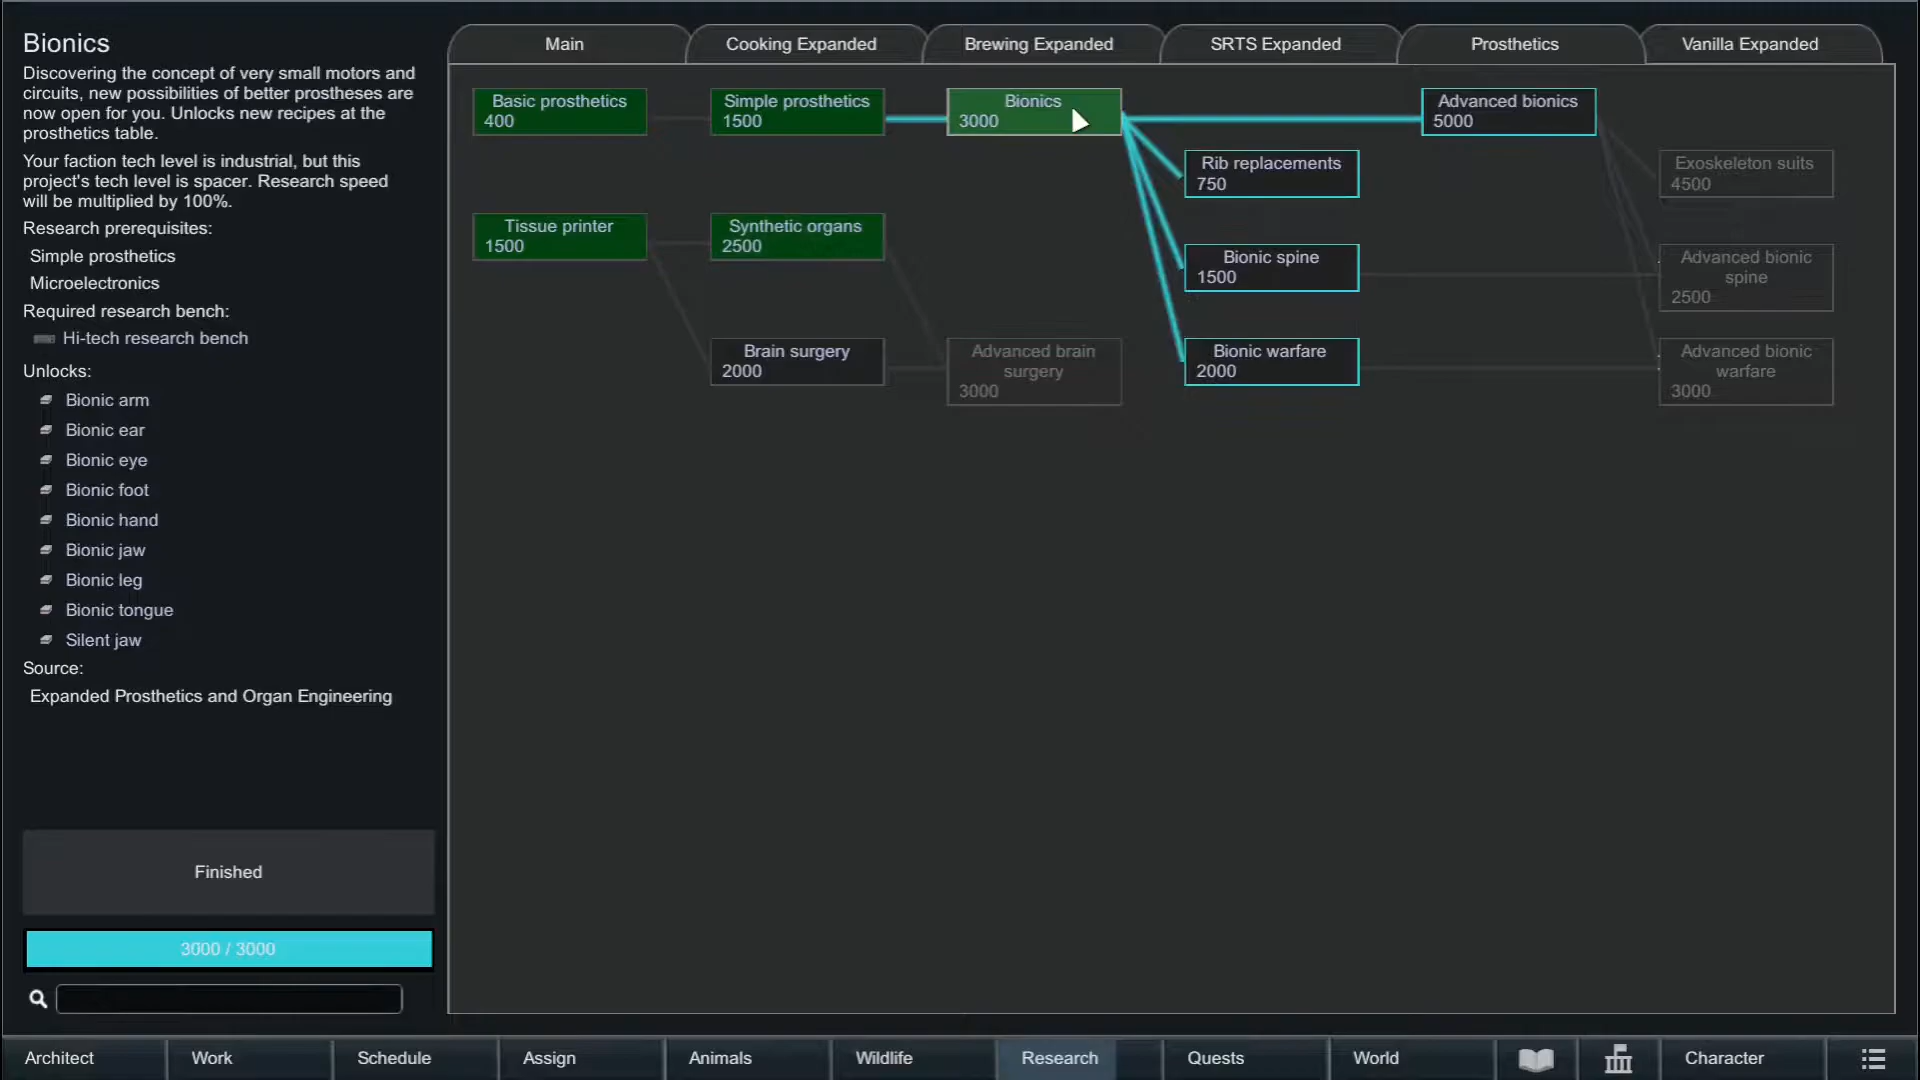 Bionics
Discovering the concept of very small motors and
circuits, new possibilities of better prostheses are
now open for you. Unlocks new recipes at the
prosthetics table.
Your faction tech level is industrial, but this
project's tech level is spacer. Research speed
will be multiplied by 100%.
Research prerequisites:
Simple prosthetics
Microelectronics
Required research bench:
Hi-tech research bench
Unlocks:
Bionic arm
Bionic ear
Bionic eye
Bionic foot
Bionic hand
Bionic jaw
Bionic leg
Bionic tongue
Silent jaw
Source:
Expanded Prosthetics and Organ Engineering
Finished
3000 / 3000
Main
Cooking Expanded
Brewing Expanded
SRTS Expanded
Prosthetics
Vanilla Expanded
Basic prosthetics
400
Simple prosthetics
1500
Bionics
3000
Advanced bionics
5000
Rib replacements
750
Exoskeleton suits
4500
Tissue printer
1500
Synthetic organs
2500
Bionic spine
1500
Advanced bionic
spine
2500
Brain surgery
2000
Advanced brain
surgery
3000
Bionic warfare
2000
Advanced bionic
warfare
3000
Architect
Work
Schedule
Assign
Animals
Wildlife
Research
Quests
World
Character